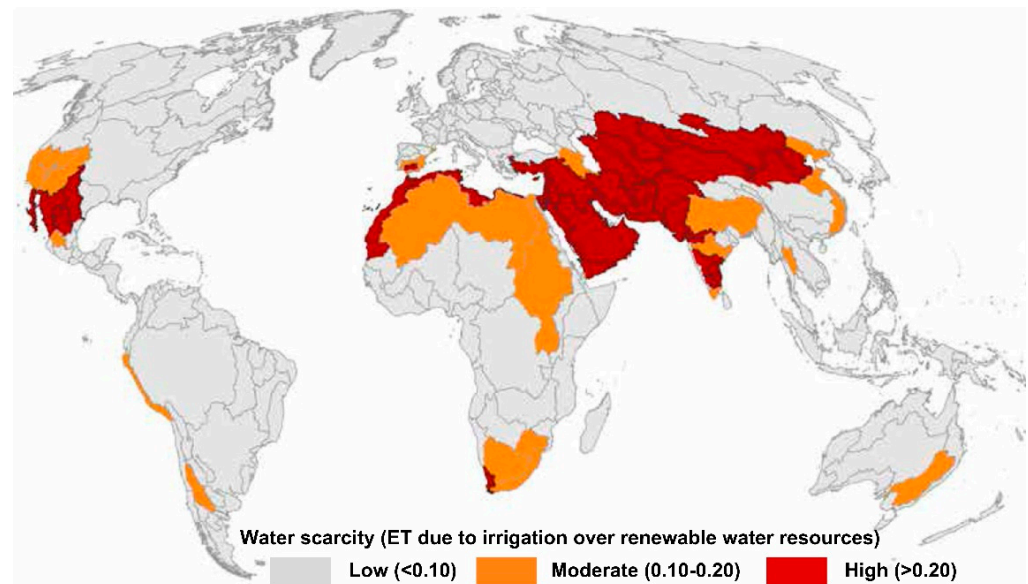 Water scarcity (ET due to irrigation over renewable water resources)
Low (<0.10) Moderate (0.10-0.20) High (>0.20)